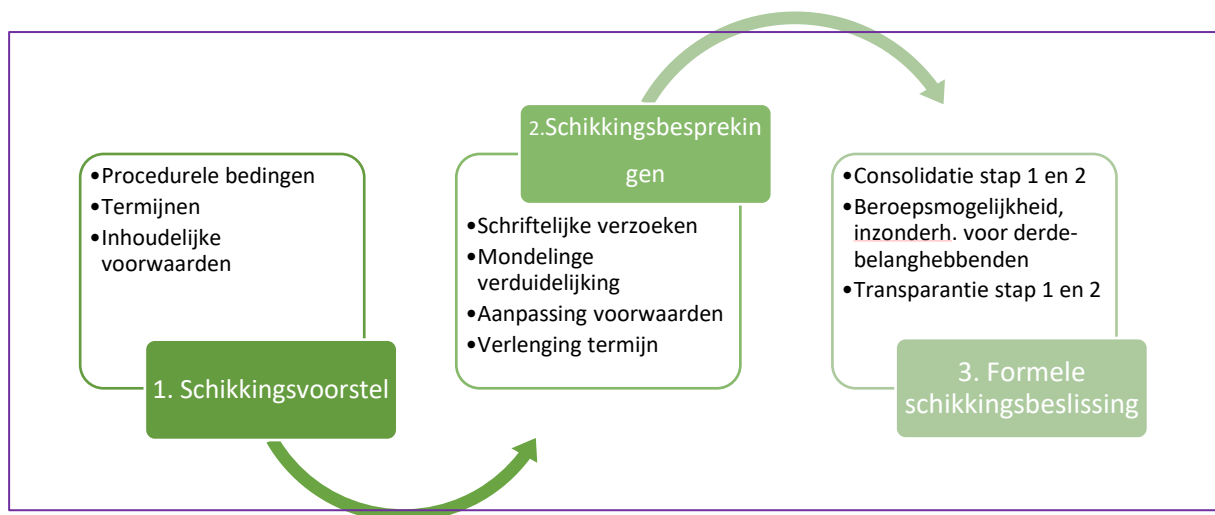 •Procedurele bedingen
•Termijnen
•Inhoudelijke
voorwaarden
1. Schikkingsvoorstel
2.Schikkingsbesprekin
gen
•Schriftelijke verzoeken
•Mondelinge
verduidelijking
•Aanpassing voorwaarden
•Verlenging termijn
•Consolidatie stap 1 en 2
•Beroepsmogelijkheid,
inzonderh. voor derde-
belanghebbenden
•Transparantie stap 1 en 2
3. Formele
schikkingsbeslissing